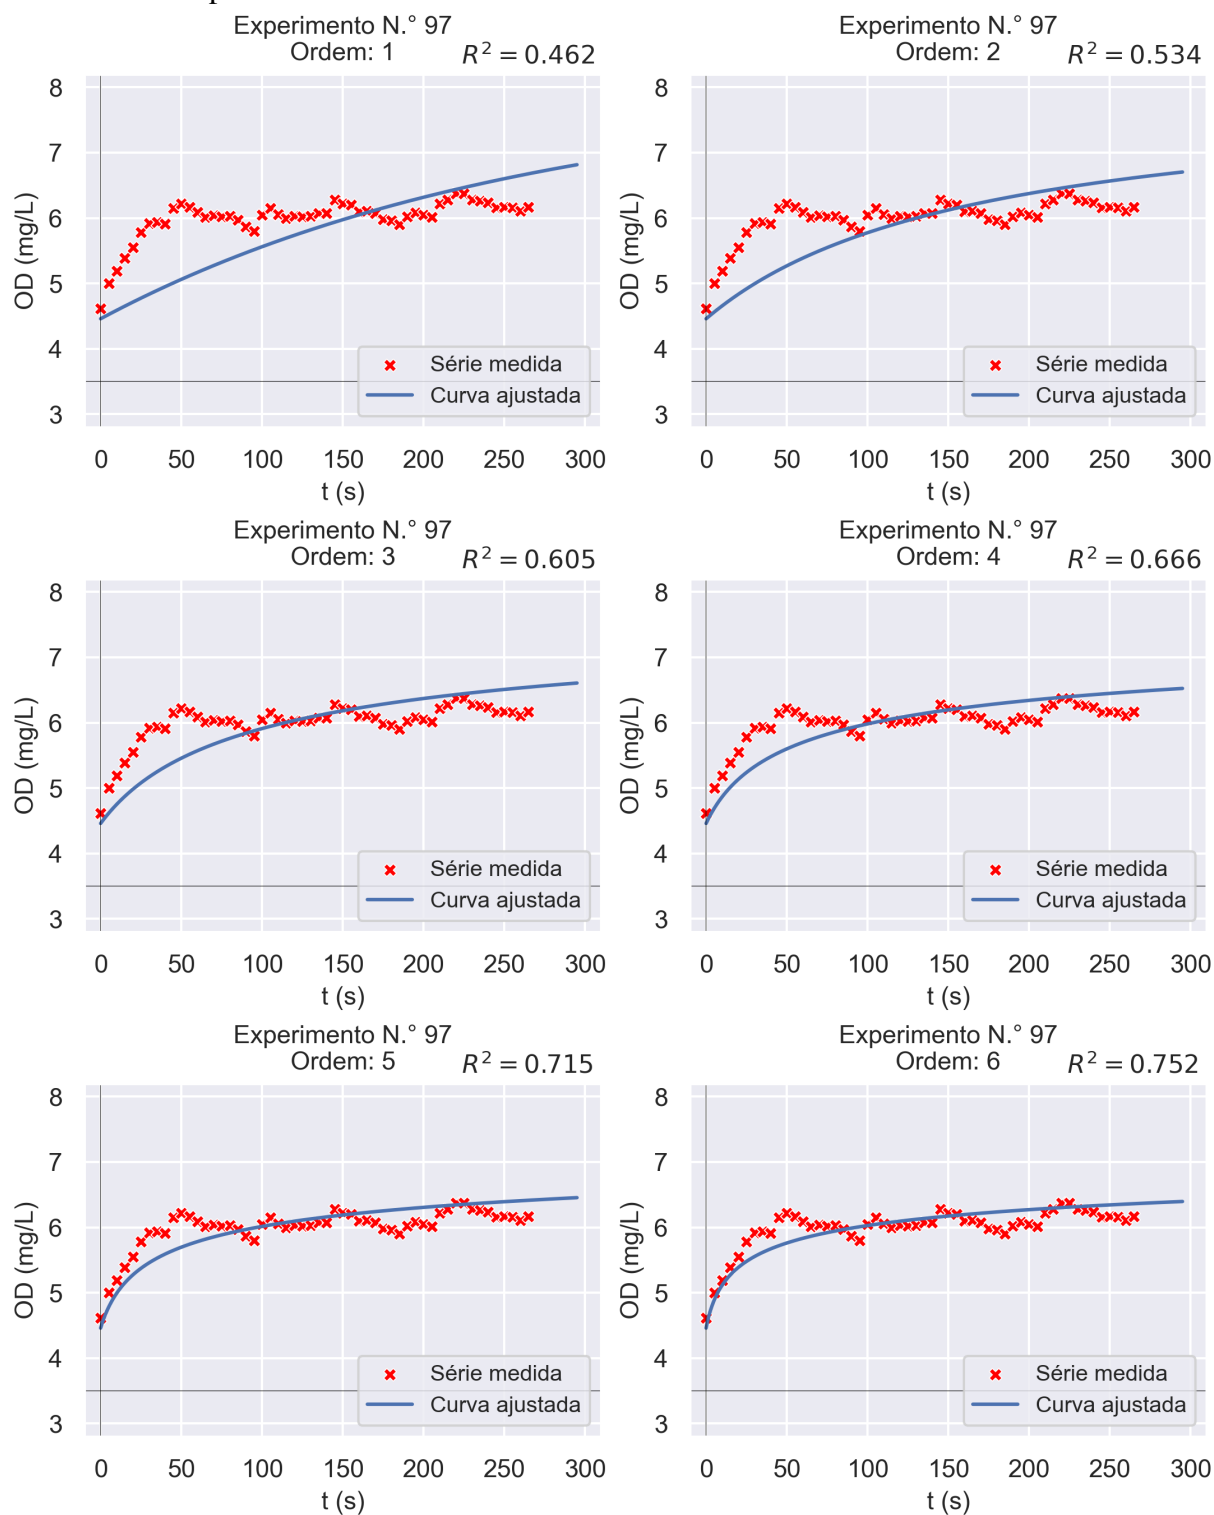 Experimento N.° 97
Ordem: 1
R² = 0.462
8
7
6
5
4
3
OD (mg/L)
Série medida
Curva ajustada
0 50 100 150 200 250 300
t (s)
Experimento N.° 97
Ordem: 2
R² = 0.534
8
7
6
5
4
3
OD (mg/L)
Série medida
Curva ajustada
0 50 100 150 200 250 300
t (s)
Experimento N.° 97
Ordem: 3
R² = 0.605
8
7
6
5
4
3
OD (mg/L)
Série medida
Curva ajustada
0 50 100 150 200 250 300
t (s)
Experimento N.° 97
Ordem: 4
R² = 0.666
8
7
6
5
4
3
OD (mg/L)
Série medida
Curva ajustada
0 50 100 150 200 250 300
t (s)
Experimento N.° 97
Ordem: 5
R² = 0.715
8
7
6
5
4
3
OD (mg/L)
Série medida
Curva ajustada
0 50 100 150 200 250 300
t (s)
Experimento N.° 97
Ordem: 6
R² = 0.752
8
7
6
5
4
3
OD (mg/L)
Série medida
Curva ajustada
0 50 100 150 200 250 300
t (s)